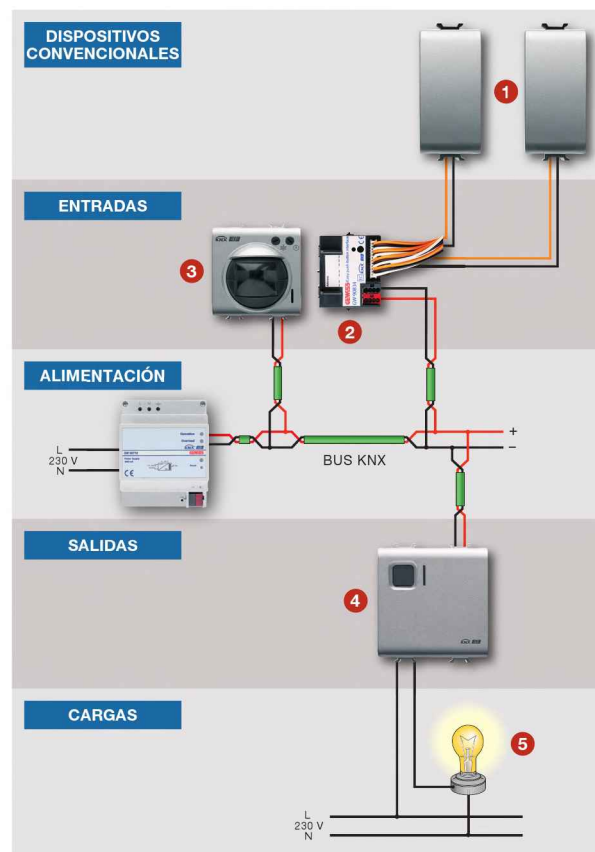 DISPOSITIVOS
CONVENCIONALES
1
ENTRADAS
3
2
ALIMENTACIÓN
L
230 V
N
BUS KNX
+
–
SALIDAS
4
CARGAS
5
L
230 V
N